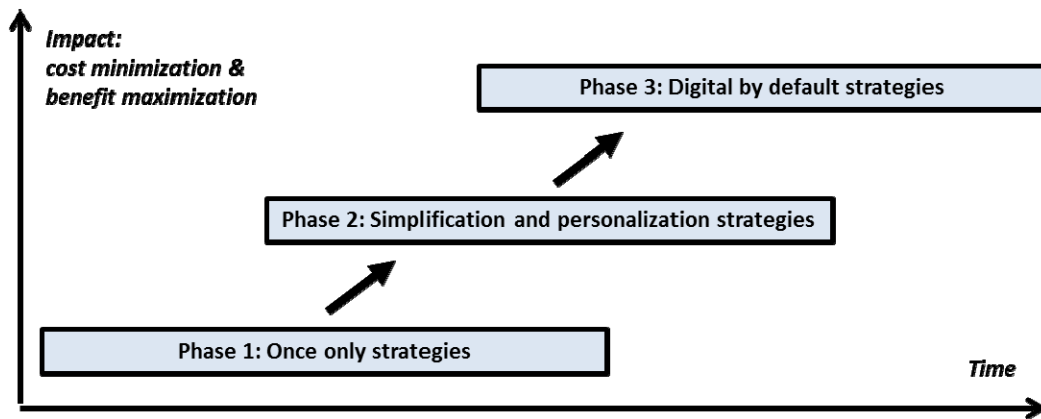 Impact:
cost minimization &
benefit maximization
Phase 3: Digital by default strategies
Phase 2: Simplification and personalization strategies
Phase 1: Once only strategies
Time